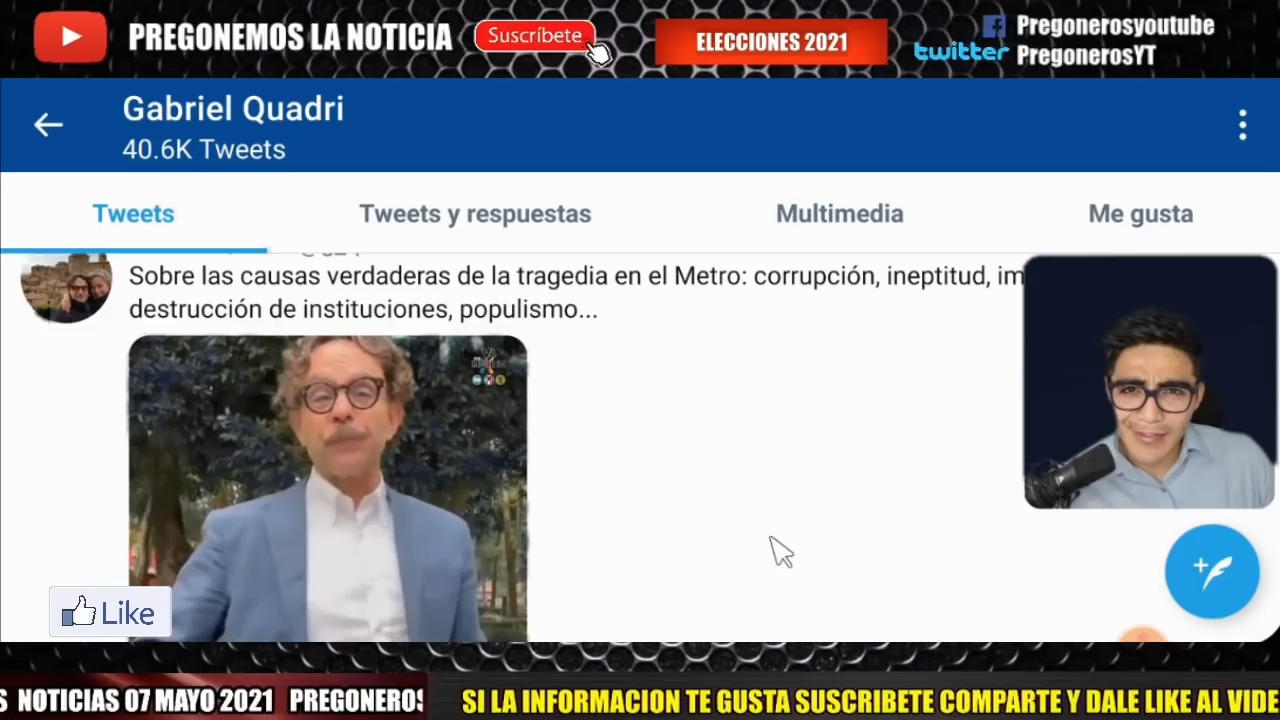 PREGONEMOS LA NOTICIA
Suscríbete
ELECCIONES 2021
Pregonerosyoutube
twitter PregonerosYT
Gabriel Quadri
40.6K Tweets
Tweets
Tweets y respuestas
Multimedia
Me gusta
Sobre las causas verdaderas de la tragedia en el Metro: corrupción, ineptitud, im
destrucción de instituciones, populismo...
Like
S NOTICIAS 07 MAYO 2021 PREGONEROS
SI LA INFORMACION TE GUSTA SUSCRIBETE COMPARTE Y DALE LIKE AL VIDE